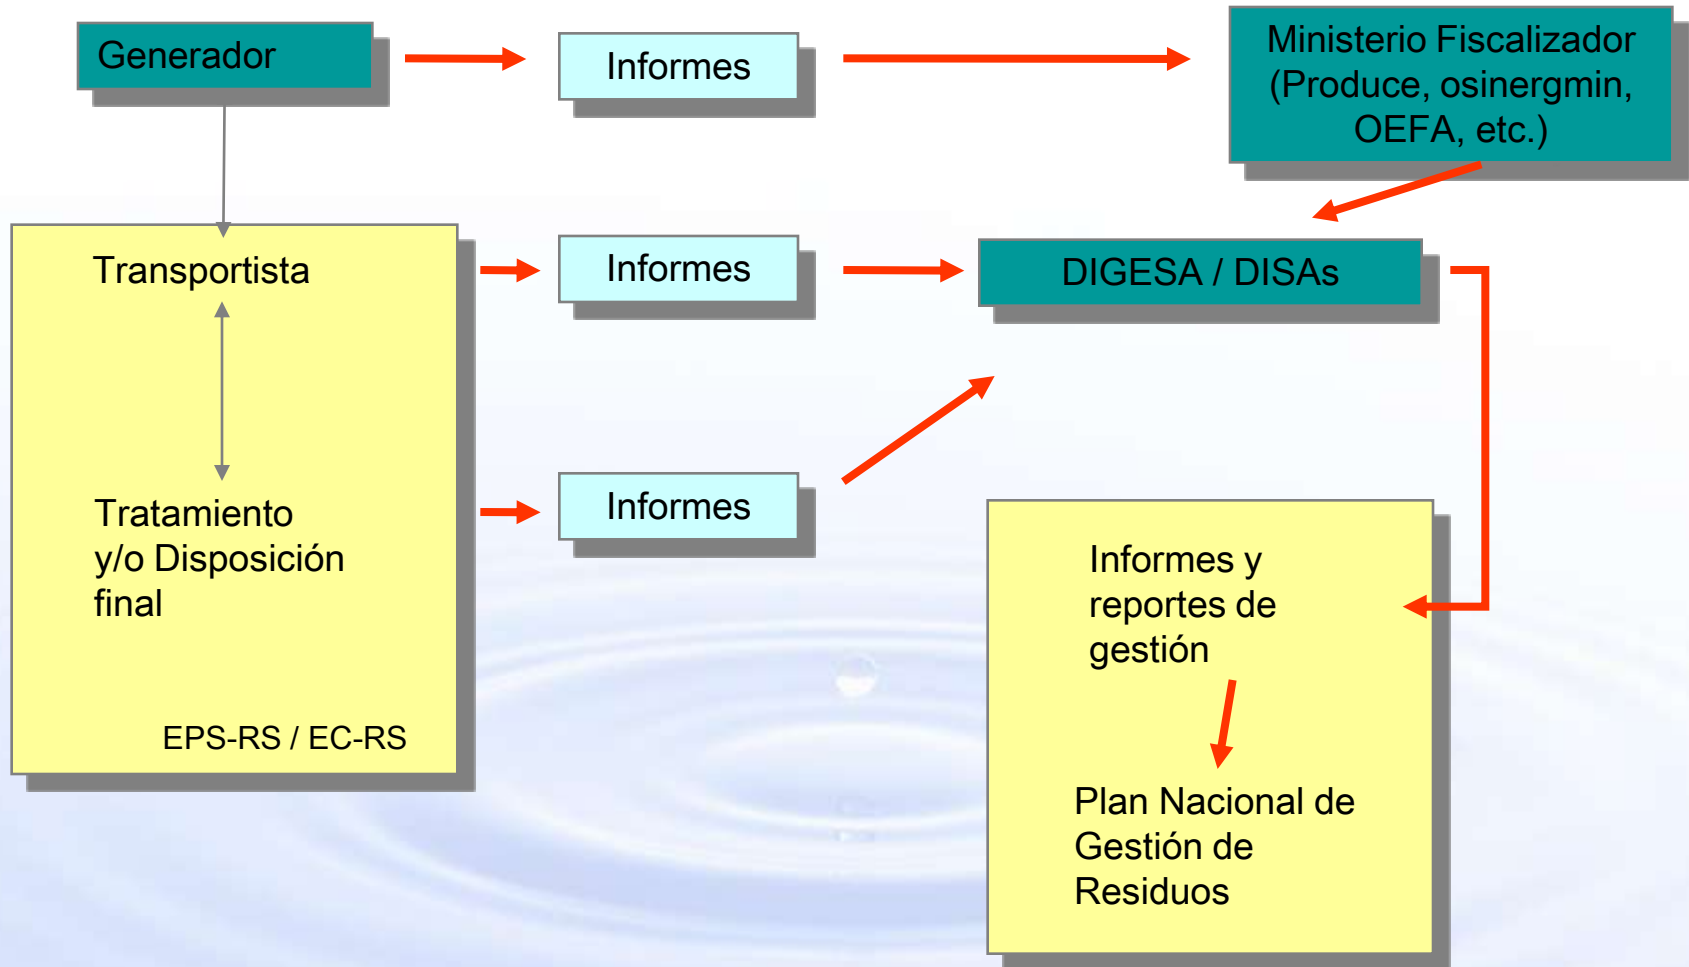 Generador
Informes
Ministerio Fiscalizador
(Produce, osinergmin,
OEFA, etc.)
Transportista
Informes
DIGESA / DISAs
Tratamiento
y/o Disposición
final
Informes
EPS-RS / EC-RS
Informes y
reportes de
gestión
Plan Nacional de
Gestión de
Residuos